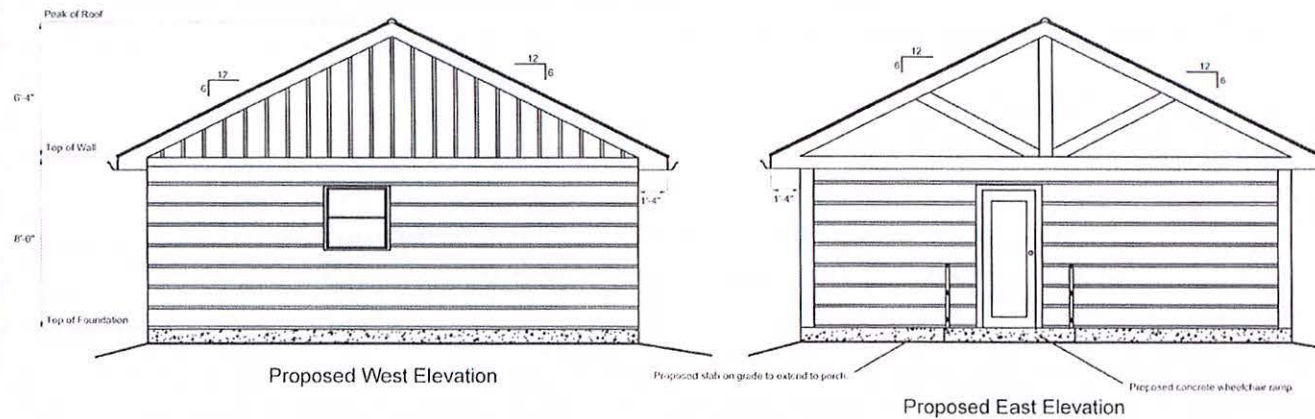 Peak of Roof
12
6
12
6
6'-4"
Top of Wall
1'-4"
8'-0"
Top of Foundation
Proposed West Elevation
12
6
12
6
1'-4"
Proposed slab on grade to extend to porch.
Proposed concrete wheelchair ramp
Proposed East Elevation